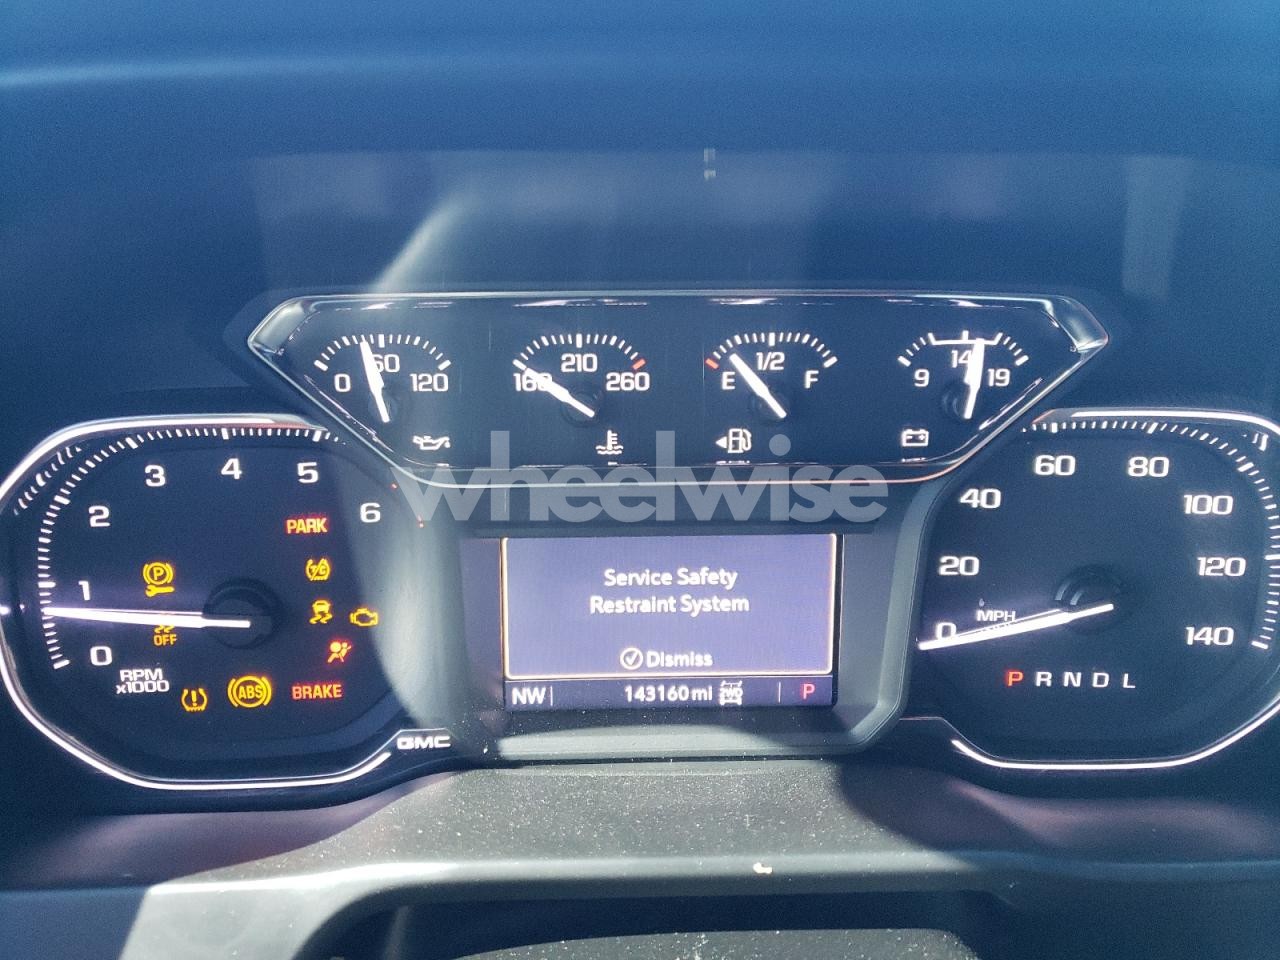 0 60 120
160 210 260
E 1/2 F
9 14 19
wheelwise
0 1 2 3 4 5 6
RPM
x1000
PARK
P
T/C
OFF
ABS
BRAKE
GMC
Service Safety
Restraint System
Dismiss
NW
143160 mi
2WD
P
0 20 40 60 80 100 120 140
MPH
P R N D L